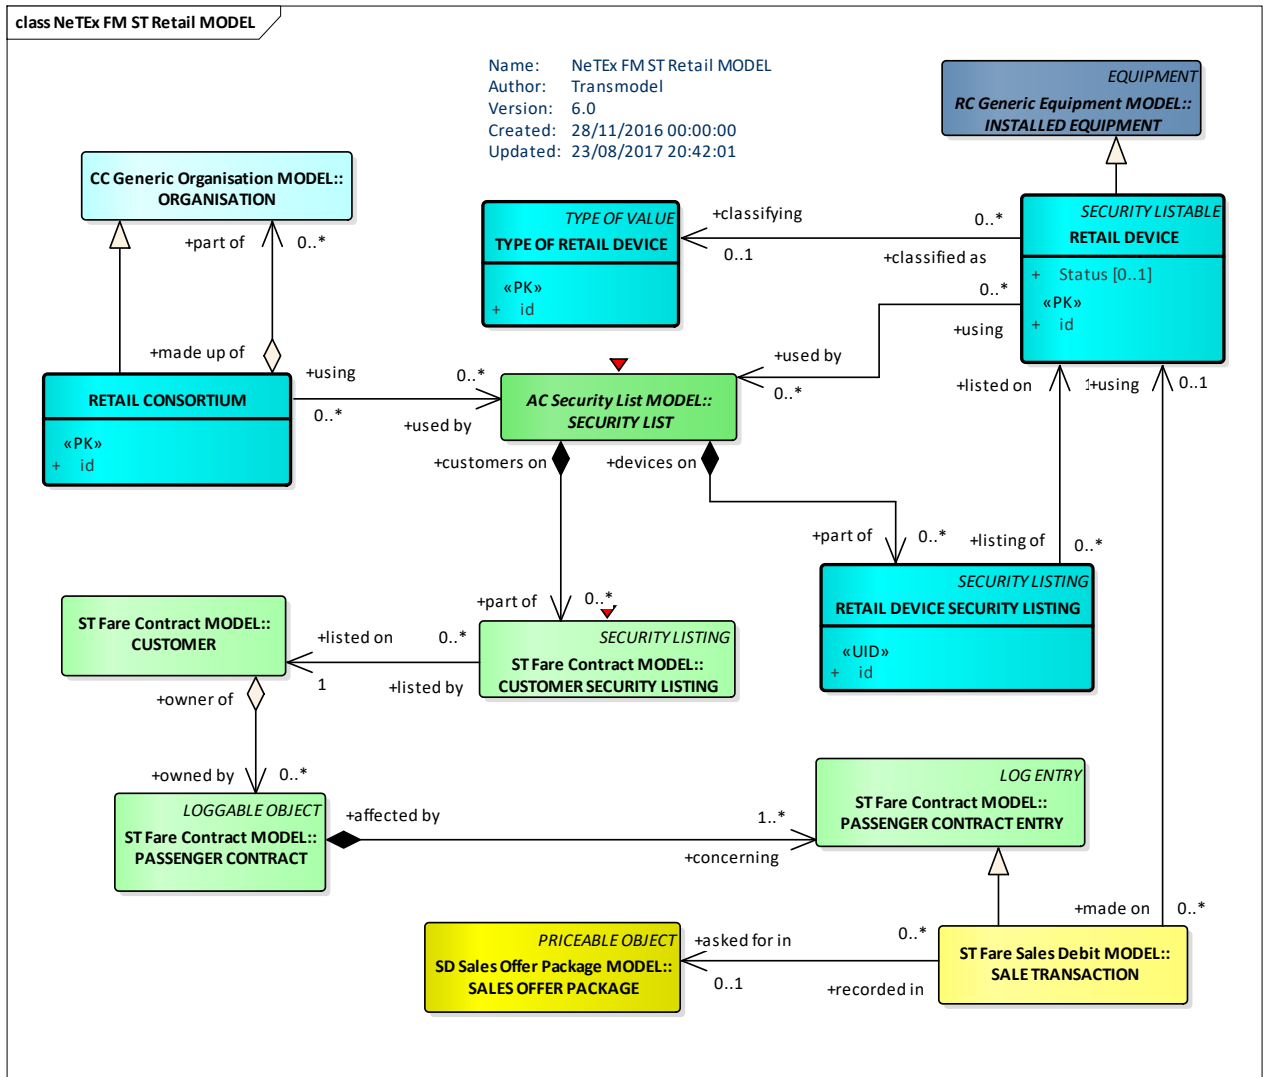 class NeTEx FM ST Retail MODEL
Name: NeTEx FM ST Retail MODEL
Author: Transmodel
Version: 6.0
Created: 28/11/2016 00:00:00
Updated: 23/08/2017 20:42:01
EQUIPMENT
RC Generic Equipment MODEL::
INSTALLED EQUIPMENT
CC Generic Organisation MODEL::
ORGANISATION
+part of
0..*
+made up of
TYPE OF VALUE
TYPE OF RETAIL DEVICE
«PK»
+ id
+classifying
0..1
0..*
+classified as
SECURITY LISTABLE
RETAIL DEVICE
+ Status [0..1]
«PK»
+ id
0..*
+using
+used by
0..*
RETAIL CONSORTIUM
«PK»
+ id
+using
0..*
0..*
+used by
AC Security List MODEL::
SECURITY LIST
+customers on
+devices on
+listed on
1
+using
0..1
+part of
0..*
+listing of
0..*
SECURITY LISTING
RETAIL DEVICE SECURITY LISTING
«UID»
+ id
+part of
0..*
ST Fare Contract MODEL::
CUSTOMER
+listed on
1
0..*
+listed by
SECURITY LISTING
ST Fare Contract MODEL::
CUSTOMER SECURITY LISTING
+owner of
+owned by
0..*
LOGGABLE OBJECT
ST Fare Contract MODEL::
PASSENGER CONTRACT
+affected by
1..*
+concerning
LOG ENTRY
ST Fare Contract MODEL::
PASSENGER CONTRACT ENTRY
+made on
0..*
PRICEABLE OBJECT
SD Sales Offer Package MODEL::
SALES OFFER PACKAGE
+asked for in
0..1
0..*
+recorded in
ST Fare Sales Debit MODEL::
SALE TRANSACTION